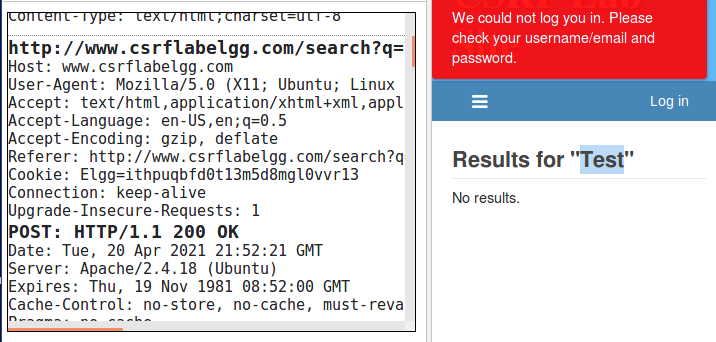 Content-Type: text/html;charset=utf-8
http://www.csrflabelgg.com/search?q=
Host: www.csrflabelgg.com
User-Agent: Mozilla/5.0 (X11; Ubuntu; Linux
Accept: text/html,application/xhtml+xml,appl
Accept-Language: en-US,en;q=0.5
Accept-Encoding: gzip, deflate
Referer: http://www.csrflabelgg.com/search?q
Cookie: Elgg=ithpuqbfd0t13m5d8mgl0vvr13
Connection: keep-alive
Upgrade-Insecure-Requests: 1
POST: HTTP/1.1 200 OK
Date: Tue, 20 Apr 2021 21:52:21 GMT
Server: Apache/2.4.18 (Ubuntu)
Expires: Thu, 19 Nov 1981 08:52:00 GMT
Cache-Control: no-store, no-cache, must-reva
Pragma: no-cache
CSRF Lab
We could not log you in. Please
check your username/email and
password.
Log in
Results for "Test"
No results.